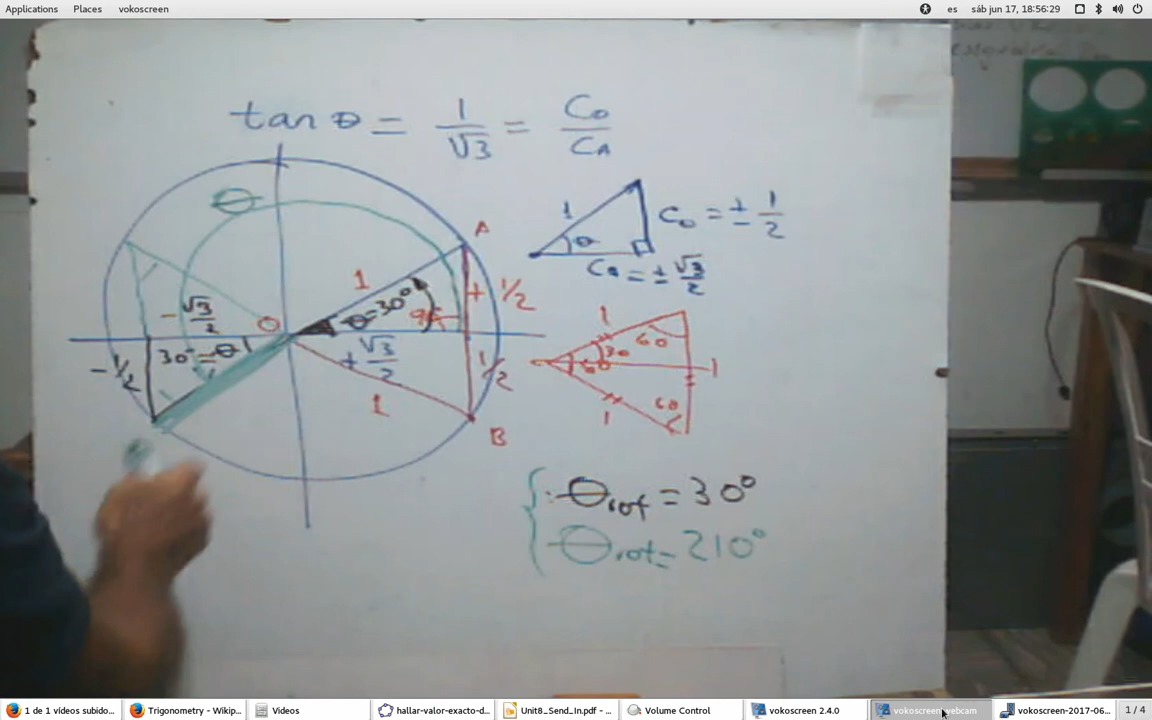 Applications Places vokoscreen
es sáb jun 17, 18:56:29
tan θ = 1/√3 = Co/CA
θ
A
1
Co = ± 1/2
θ
CA = ± √3/2
1
+ 1/2
θ=30°
- √3/2
O
+ √3/2
30°=θ
- 1/2
1/2
1
B
1
60
30
60
1
60
1
θrot = 30°
θrot = 210°
1 de 1 vídeos subido...
Trigonometry - Wikip...
Videos
hallar-valor-exacto-d...
Unit8_Send_In.pdf - ...
Volume Control
vokoscreen 2.4.0
vokoscreen webcam
vokoscreen-2017-06...
1 / 4